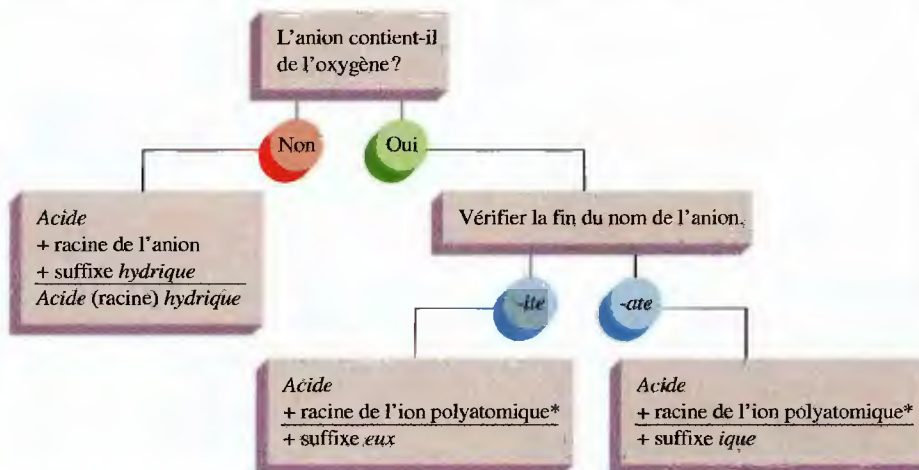 L'anion contient-il
de l'oxygène ?
Non
Oui
Acide
+ racine de l'anion
+ suffixe hydrique
Acide (racine) hydrique
Vérifier la fin du nom de l'anion.
-ite
-ate
Acide
+ racine de l'ion polyatomique*
+ suffixe eux
Acide
+ racine de l'ion polyatomique*
+ suffixe ique